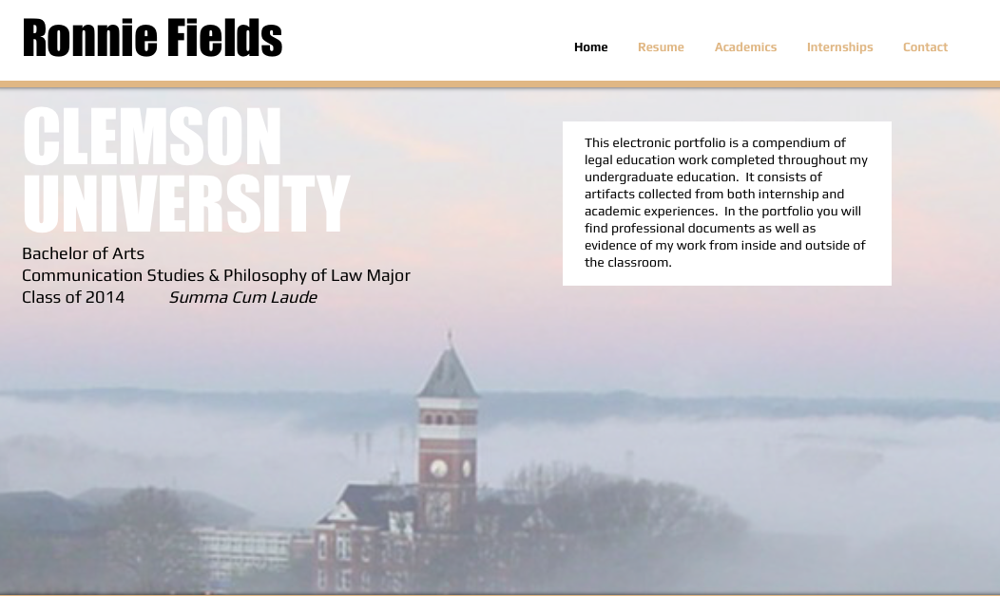 Ronnie Fields
Home Resume Academics Internships Contact
CLEMSON
UNIVERSITY
Bachelor of Arts
Communication Studies & Philosophy of Law Major
Class of 2014 Summa Cum Laude
This electronic portfolio is a compendium of
legal education work completed throughout my
undergraduate education. It consists of
artifacts collected from both internship and
academic experiences. In the portfolio you will
find professional documents as well as
evidence of my work from inside and outside of
the classroom.